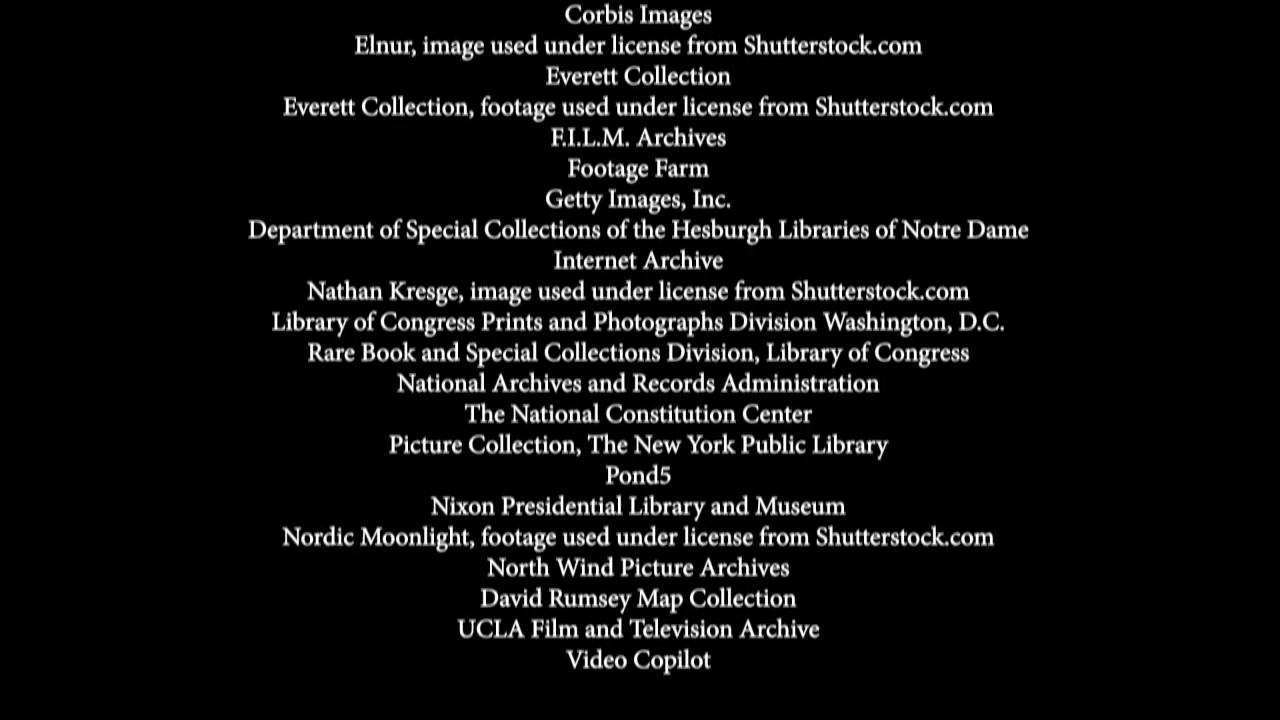 Corbis Images
Elnur, image used under license from Shutterstock.com
Everett Collection
Everett Collection, footage used under license from Shutterstock.com
F.I.L.M. Archives
Footage Farm
Getty Images, Inc.
Department of Special Collections of the Hesburgh Libraries of Notre Dame
Internet Archive
Nathan Kresge, image used under license from Shutterstock.com
Library of Congress Prints and Photographs Division Washington, D.C.
Rare Book and Special Collections Division, Library of Congress
National Archives and Records Administration
The National Constitution Center
Picture Collection, The New York Public Library
Pond5
Nixon Presidential Library and Museum
Nordic Moonlight, footage used under license from Shutterstock.com
North Wind Picture Archives
David Rumsey Map Collection
UCLA Film and Television Archive
Video Copilot